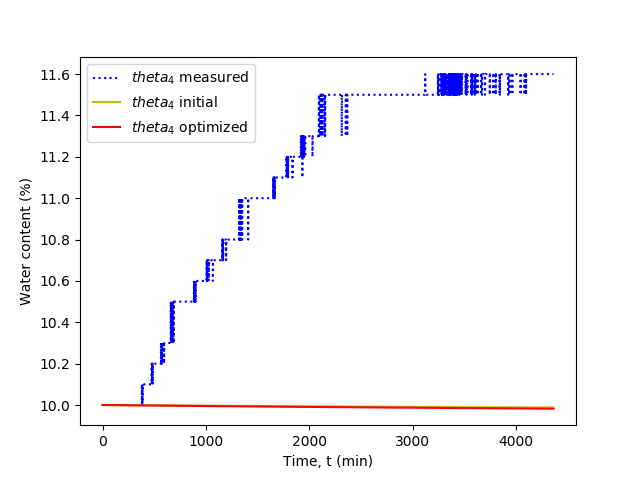 theta4 measured
theta4 initial
theta4 optimized
Water content (%)
11.6
11.4
11.2
11.0
10.8
10.6
10.4
10.2
10.0
0 1000 2000 3000 4000
Time, t (min)